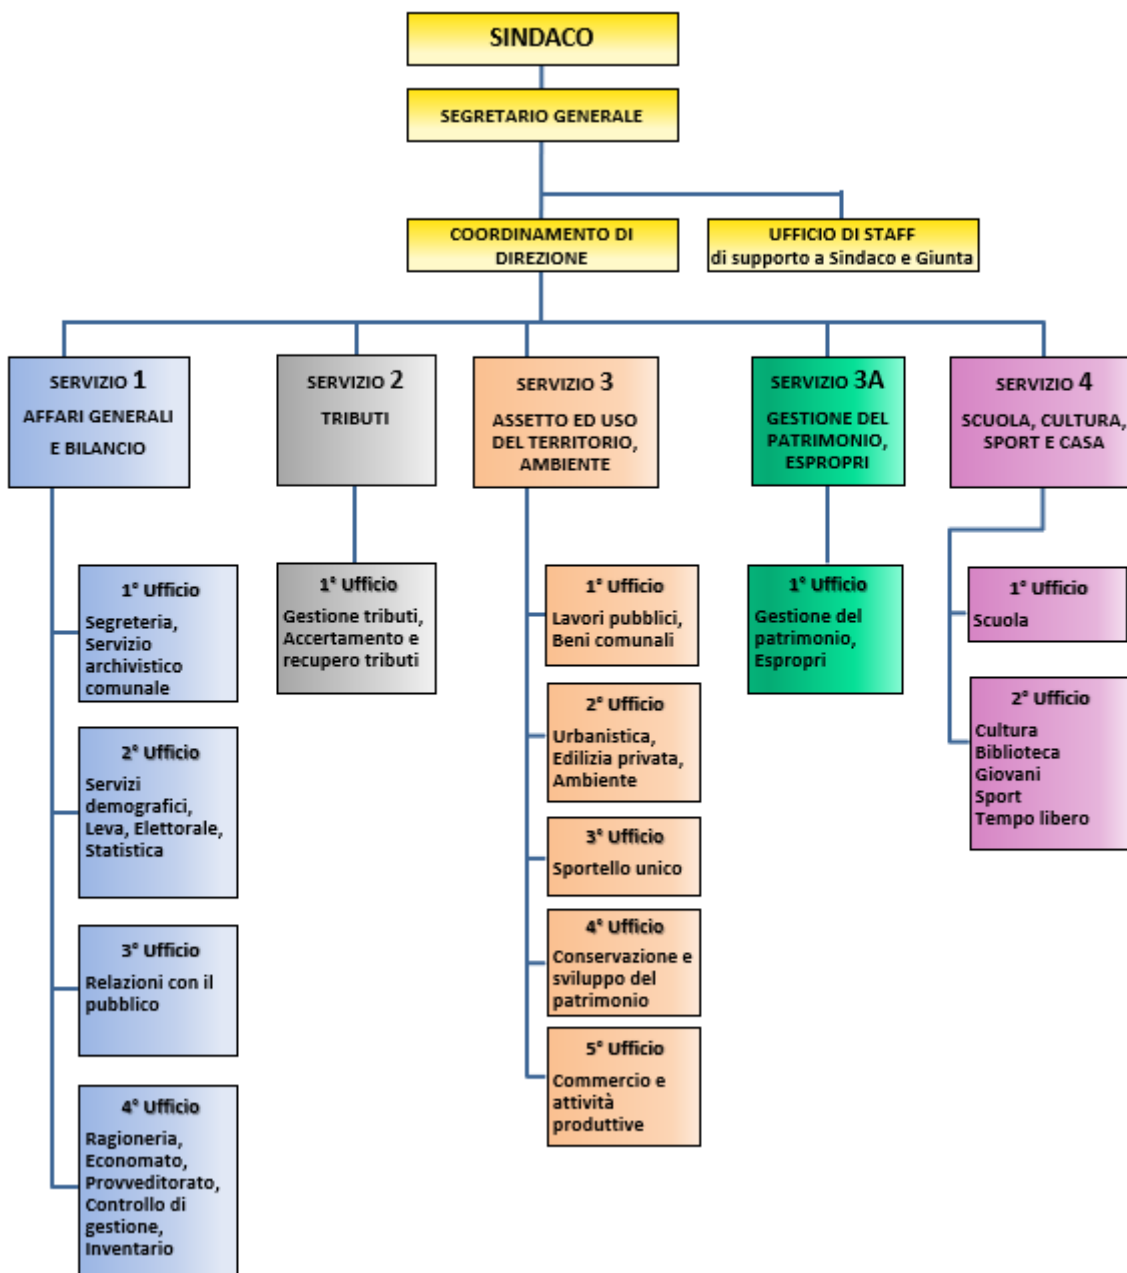 SINDACO
SEGRETARIO GENERALE
COORDINAMENTO DI
DIREZIONE
UFFICIO DI STAFF
di supporto a Sindaco e Giunta
SERVIZIO 1
AFFARI GENERALI
E BILANCIO
SERVIZIO 2
TRIBUTI
SERVIZIO 3
ASSETTO ED USO
DEL TERRITORIO,
AMBIENTE
SERVIZIO 3A
GESTIONE DEL
PATRIMONIO,
ESPROPRI
SERVIZIO 4
SCUOLA, CULTURA,
SPORT E CASA
1° Ufficio
Segreteria,
Servizio
archivistico
comunale
2° Ufficio
Servizi
demografici,
Leva, Elettorale,
Statistica
3° Ufficio
Relazioni con il
pubblico
4° Ufficio
Ragioneria,
Economato,
Provveditorato,
Controllo di
gestione,
Inventario
1° Ufficio
Gestione tributi,
Accertamento e
recupero tributi
1° Ufficio
Lavori pubblici,
Beni comunali
2° Ufficio
Urbanistica,
Edilizia privata,
Ambiente
3° Ufficio
Sportello unico
4° Ufficio
Conservazione e
sviluppo del
patrimonio
5° Ufficio
Commercio e
attività
produttive
1° Ufficio
Gestione del
patrimonio,
Espropri
1° Ufficio
Scuola
2° Ufficio
Cultura
Biblioteca
Giovani
Sport
Tempo libero